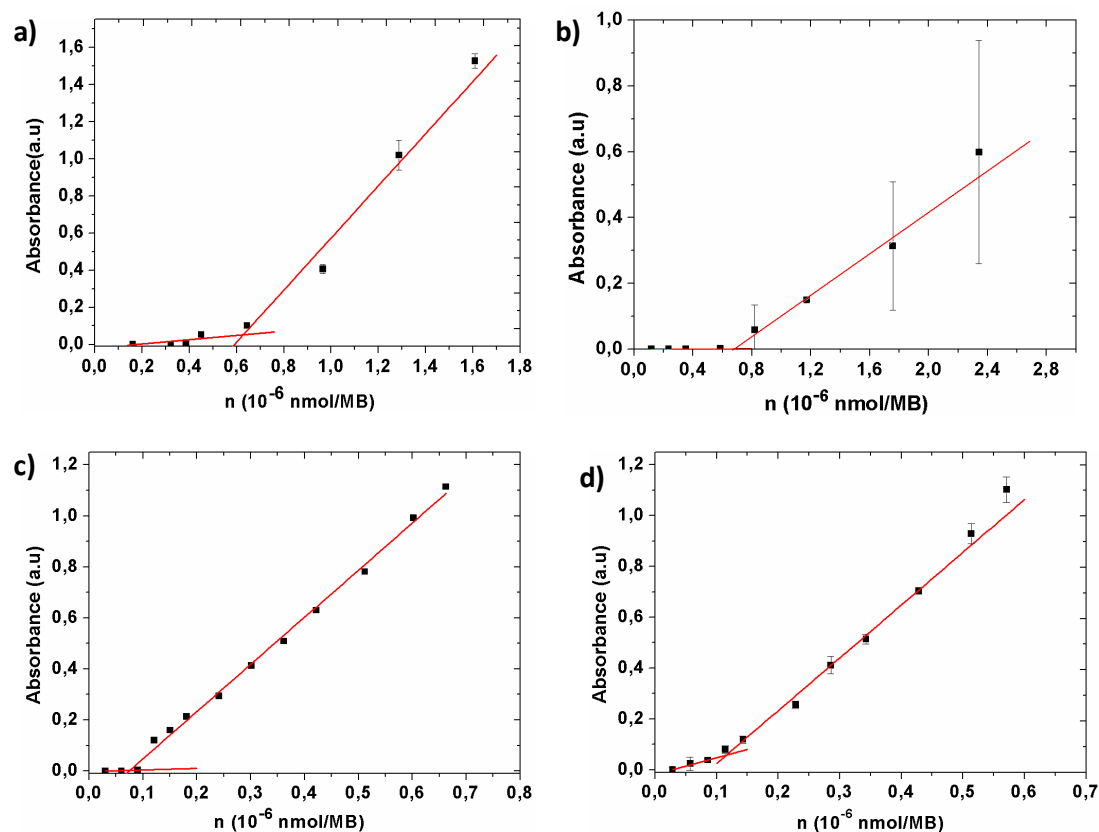 a)
1,6
1,4
1,2
1,0
0,8
0,6
0,4
0,2
0,0
Absorbance(a.u)
0,0 0,2 0,4 0,6 0,8 1,0 1,2 1,4 1,6 1,8
n (10⁻⁶ nmol/MB)
b)
1,0
0,8
0,6
0,4
0,2
0,0
Absorbance (a.u)
0,0 0,4 0,8 1,2 1,6 2,0 2,4 2,8
n (10⁻⁶ nmol/MB)
c)
1,2
1,0
0,8
0,6
0,4
0,2
0,0
Absorbance (a.u)
0,0 0,1 0,2 0,3 0,4 0,5 0,6 0,7 0,8
n (10⁻⁶ nmol/MB)
d)
1,2
1,0
0,8
0,6
0,4
0,2
0,0
Absorbance (a.u)
0,0 0,1 0,2 0,3 0,4 0,5 0,6 0,7
n (10⁻⁶ nmol/MB)